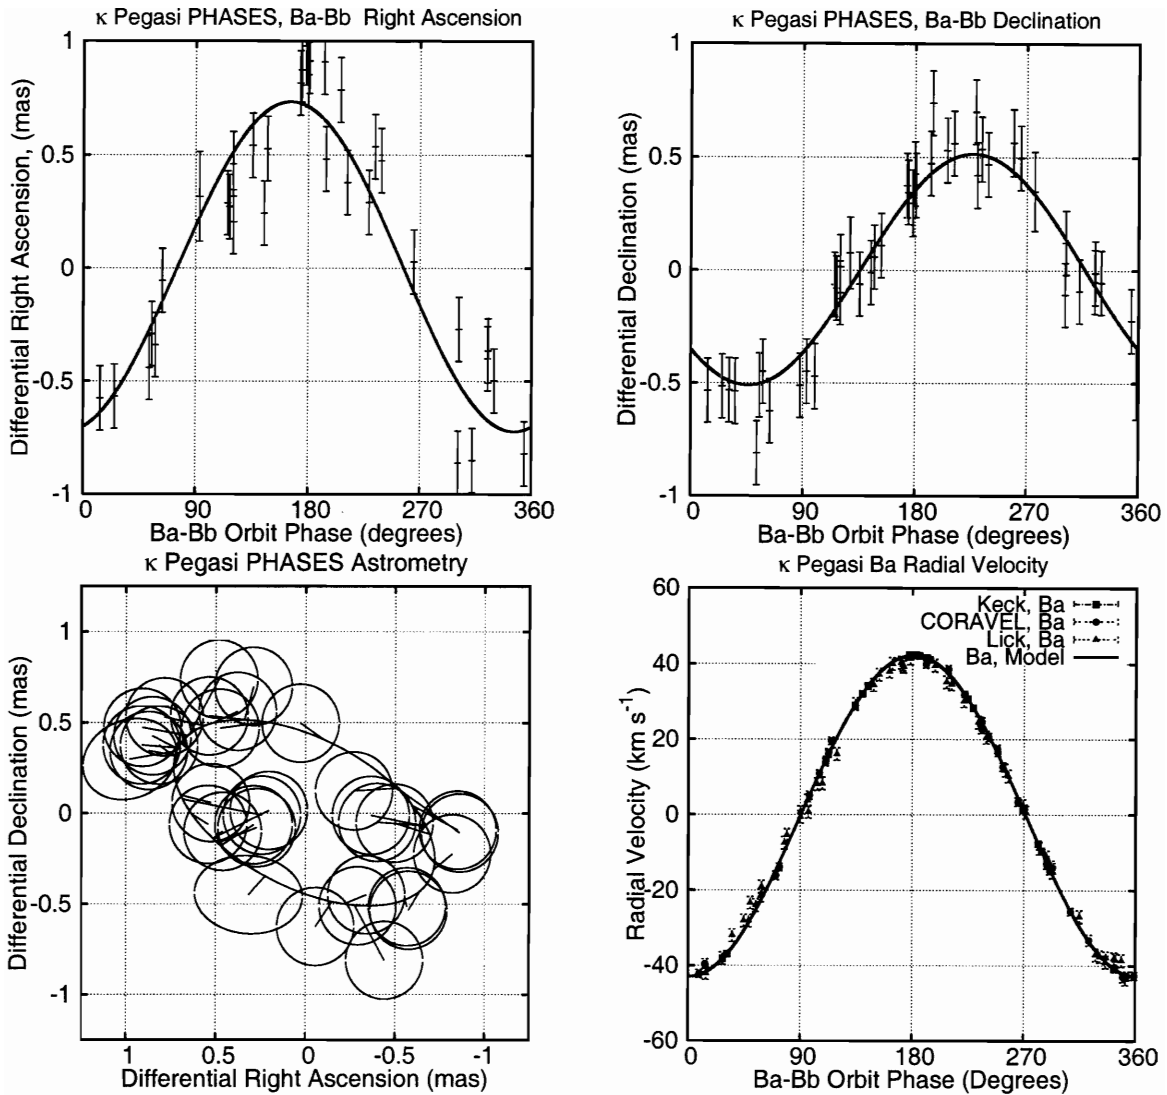 κ Pegasi PHASES, Ba-Bb Right Ascension
Differential Right Ascension, (mas)
1
0.5
0
-0.5
-1
0 90 180 270 360
Ba-Bb Orbit Phase (degrees)
κ Pegasi PHASES, Ba-Bb Declination
Differential Declination (mas)
1
0.5
0
-0.5
-1
0 90 180 270 360
Ba-Bb Orbit Phase (degrees)
κ Pegasi PHASES Astrometry
Differential Declination (mas)
1
0.5
0
-0.5
-1
1 0.5 0 -0.5 -1
Differential Right Ascension (mas)
κ Pegasi Ba Radial Velocity
Radial Velocity (km s-1)
60
40
20
0
-20
-40
-60
Keck, Ba
CORAVEL, Ba
Lick, Ba
Ba, Model
0 90 180 270 360
Ba-Bb Orbit Phase (Degrees)